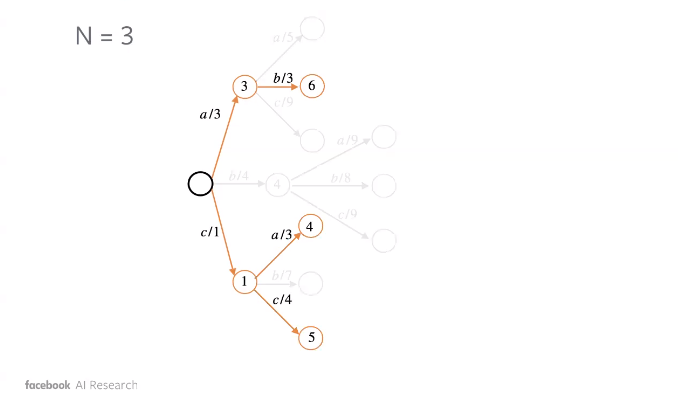 N = 3
a/5
3
b/3
6
a/3
c/9
a/9
b/4
4
b/8
c/9
c/1
a/3
4
1
b/7
c/4
5
facebook AI Research